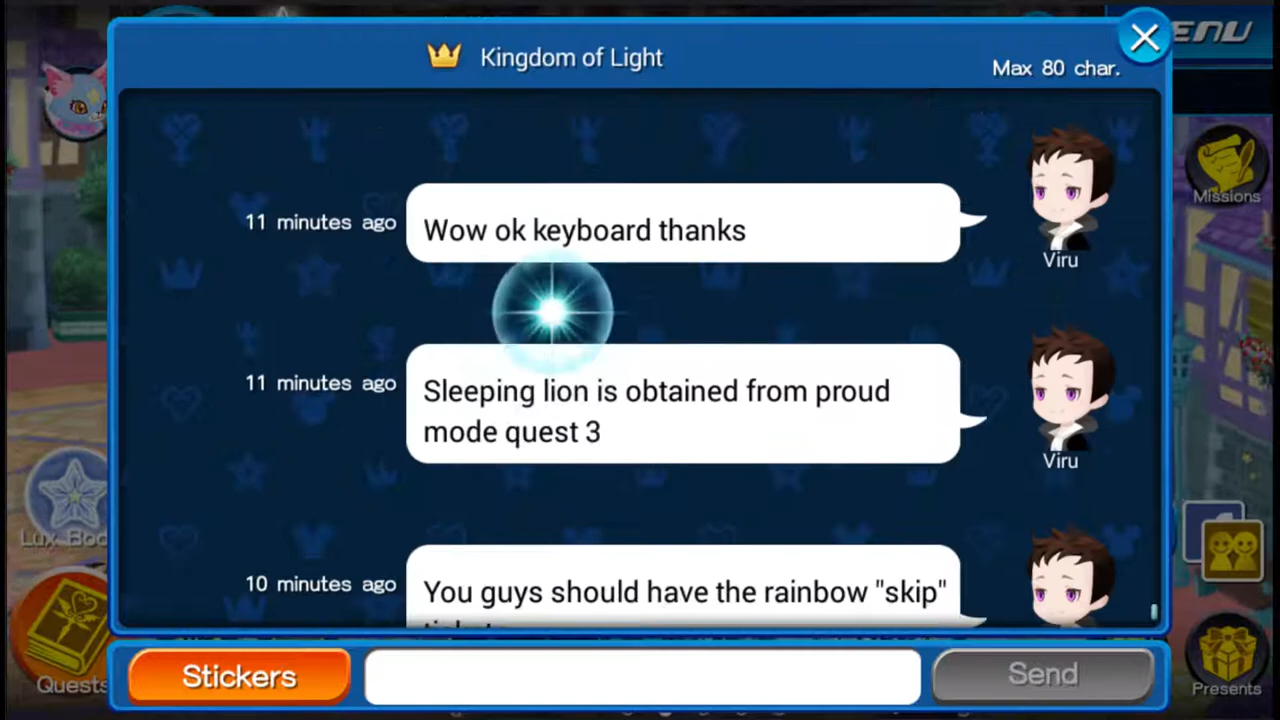 Kingdom of Light
Max 80 char.
11 minutes ago
Wow ok keyboard thanks
Viru
Missions
11 minutes ago
Sleeping lion is obtained from proud
mode quest 3
Viru
10 minutes ago
You guys should have the rainbow "skip"
Lux
Quests
Stickers
Send
Presents